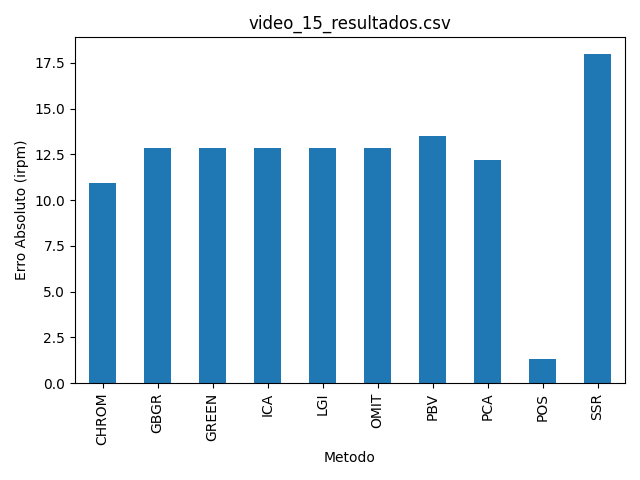 video_15_resultados.csv
Erro Absoluto (irpm)
17.5
15.0
12.5
10.0
7.5
5.0
2.5
0.0
CHROM
GBGR
GREEN
ICA
LGI
OMIT
PBV
PCA
POS
SSR
Metodo